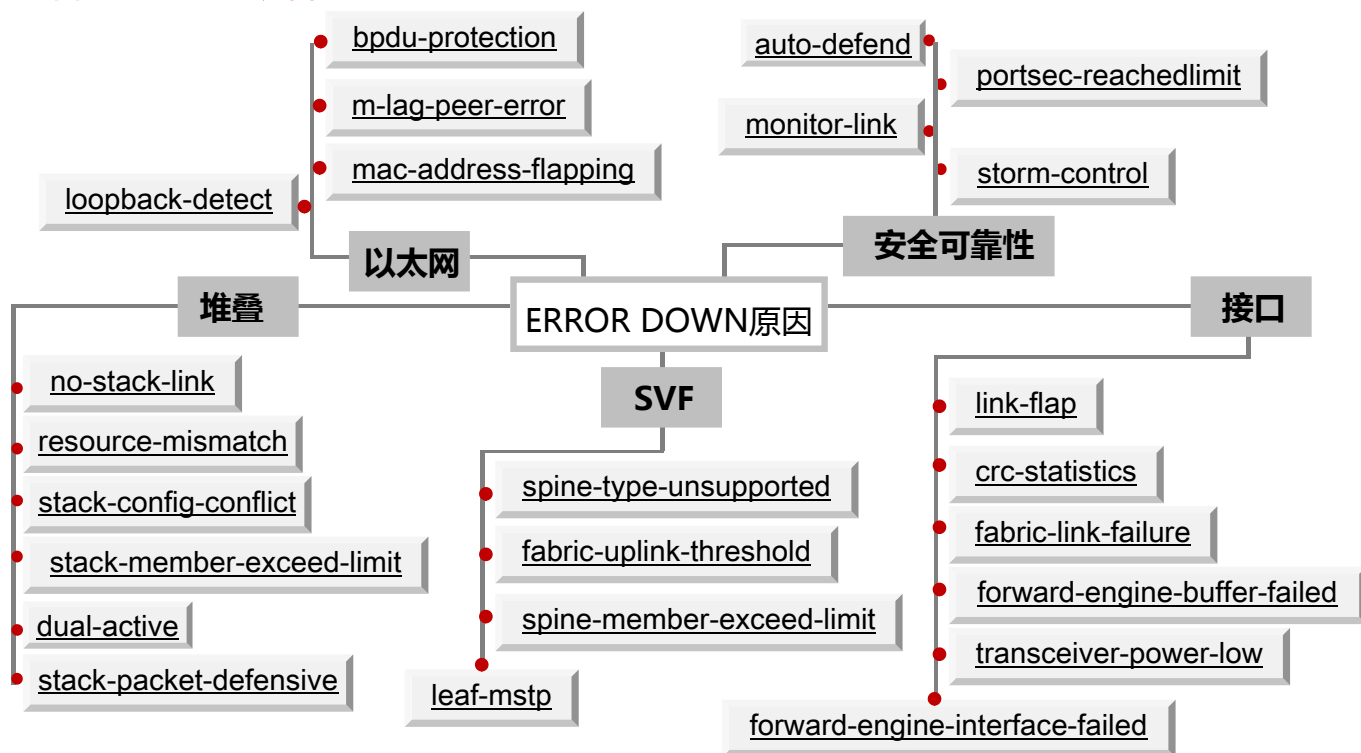 bpdu-protection
m-lag-peer-error
mac-address-flapping
loopback-detect
以太网
auto-defend
portsec-reachedlimit
monitor-link
storm-control
安全可靠性
堆叠
ERROR DOWN原因
接口
no-stack-link
resource-mismatch
stack-config-conflict
stack-member-exceed-limit
dual-active
stack-packet-defensive
SVF
spine-type-unsupported
fabric-uplink-threshold
spine-member-exceed-limit
leaf-mstp
link-flap
crc-statistics
fabric-link-failure
forward-engine-buffer-failed
transceiver-power-low
forward-engine-interface-failed